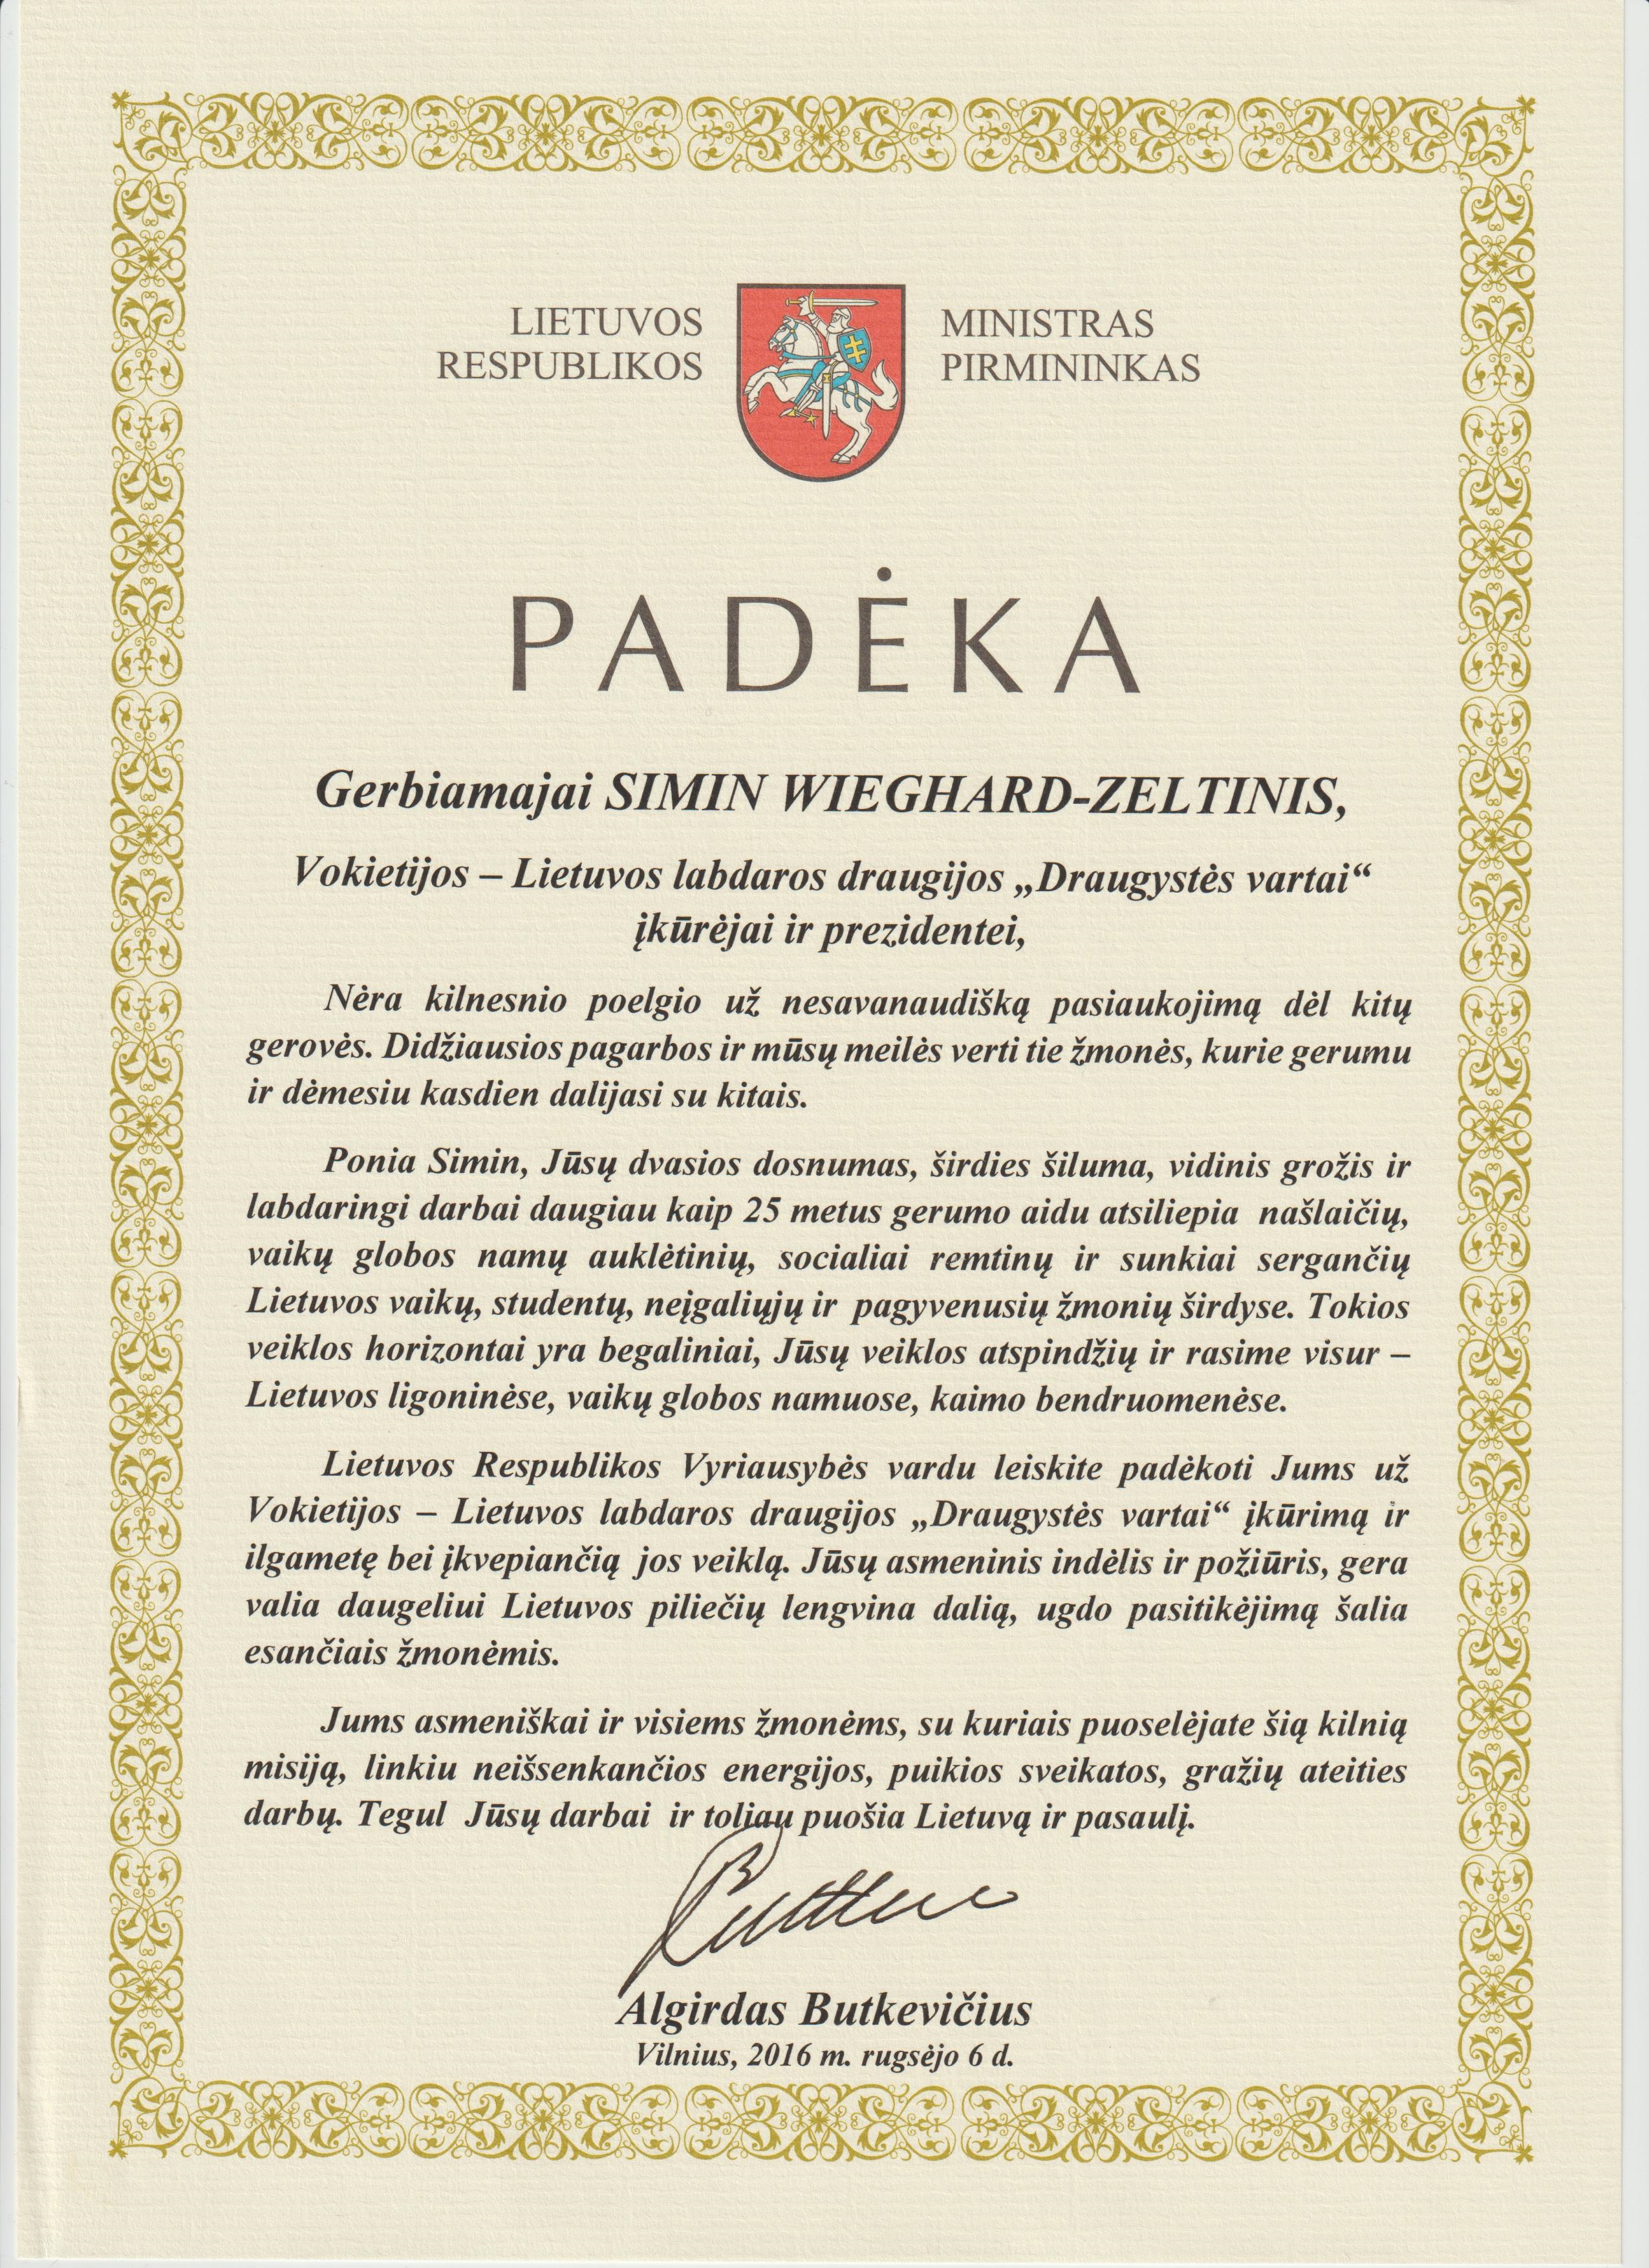 LIETUVOS
RESPUBLIKOS
MINISTRAS
PIRMININKAS
PADĖKA
Gerbiamajai SIMIN WIEGHARD-ZELTINIS,
Vokietijos – Lietuvos labdaros draugijos „Draugystės vartai“
įkūrėjai ir prezidentei,
Nėra kilnesnio poelgio už nesavanaudišką pasiaukojimą dėl kitų
gerovės. Didžiausios pagarbos ir mūsų meilės verti tie žmonės, kurie gerumu
ir dėmesiu kasdien dalijasi su kitais.
Ponia Simin, Jūsų dvasios dosnumas, širdies šiluma, vidinis grožis ir
labdaringi darbai daugiau kaip 25 metus gerumo aidu atsiliepia našlaičių,
vaikų globos namų auklėtinių, socialiai remtinų ir sunkiai sergančių
Lietuvos vaikų, studentų, neįgaliųjų ir pagyvenusių žmonių širdyse. Tokios
veiklos horizontai yra begaliniai, Jūsų veiklos atspindžių ir rasime visur –
Lietuvos ligoninėse, vaikų globos namuose, kaimo bendruomenėse.
Lietuvos Respublikos Vyriausybės vardu leiskite padėkoti Jums už
Vokietijos – Lietuvos labdaros draugijos „Draugystės vartai“ įkūrimą ir
ilgametę bei įkvepiančią jos veiklą. Jūsų asmeninis indėlis ir požiūris, gera
valia daugeliui Lietuvos piliečių lengvina dalią, ugdo pasitikėjimą šalia
esančiais žmonėmis.
Jums asmeniškai ir visiems žmonėms, su kuriais puoselėjate šią kilnią
misiją, linkiu neišsenkančios energijos, puikios sveikatos, gražių ateities
darbų. Tegul Jūsų darbai ir toliau puošia Lietuvą ir pasaulį.
Algirdas Butkevičius
Vilnius, 2016 m. rugsėjo 6 d.